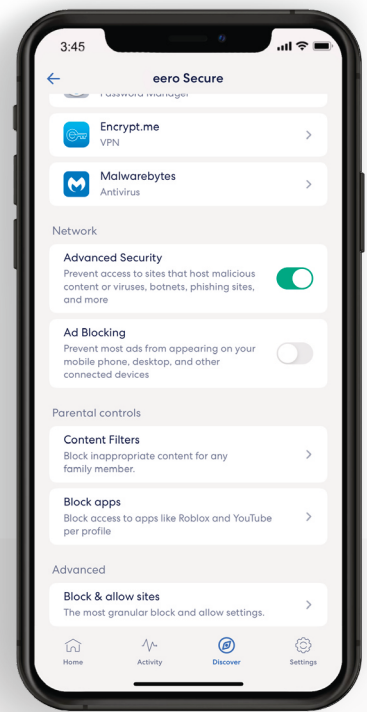 3:45
eero Secure
Password Manager
Encrypt.me
VPN
Malwarebytes
Antivirus
Network
Advanced Security
Prevent access to sites that host malicious
content or viruses, botnets, phishing sites,
and more
Ad Blocking
Prevent most ads from appearing on your
mobile phone, desktop, and other
connected devices
Parental controls
Content Filters
Block inappropriate content for any
family member.
Block apps
Block access to apps like Roblox and YouTube
per profile
Advanced
Block & allow sites
The most granular block and allow settings.
Home
Activity
Discover
Settings